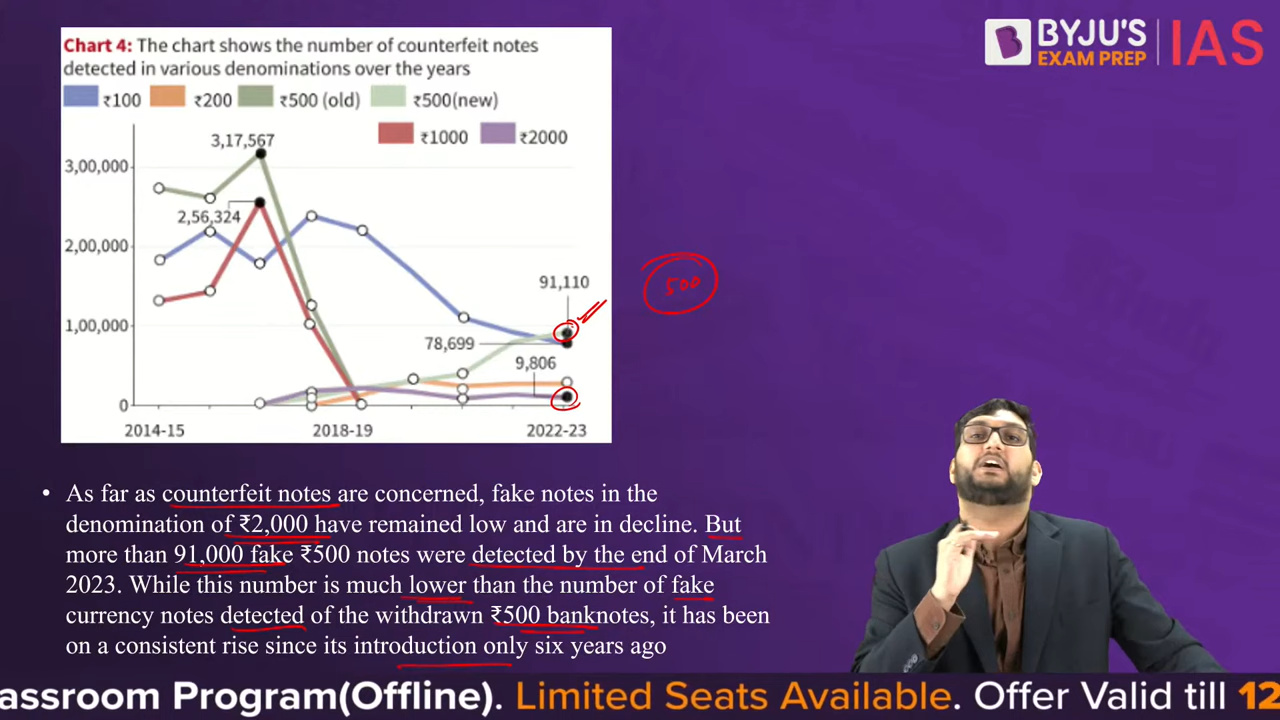 Chart 4: The chart shows the number of counterfeit notes
detected in various denominations over the years
₹100 ₹200 ₹500 (old) ₹500(new)
₹1000 ₹2000
3,17,567
3,00,000
2,56,324
2,00,000
91,110
1,00,000
78,699
9,806
0
2014-15 2018-19 2022-23
500
BYJU'S
EXAM PREP
IAS
• As far as counterfeit notes are concerned, fake notes in the
denomination of ₹2,000 have remained low and are in decline. But
more than 91,000 fake ₹500 notes were detected by the end of March
2023. While this number is much lower than the number of fake
currency notes detected of the withdrawn ₹500 banknotes, it has been
on a consistent rise since its introduction only six years ago
assroom Program(Offline). Limited Seats Available. Offer Valid till 12